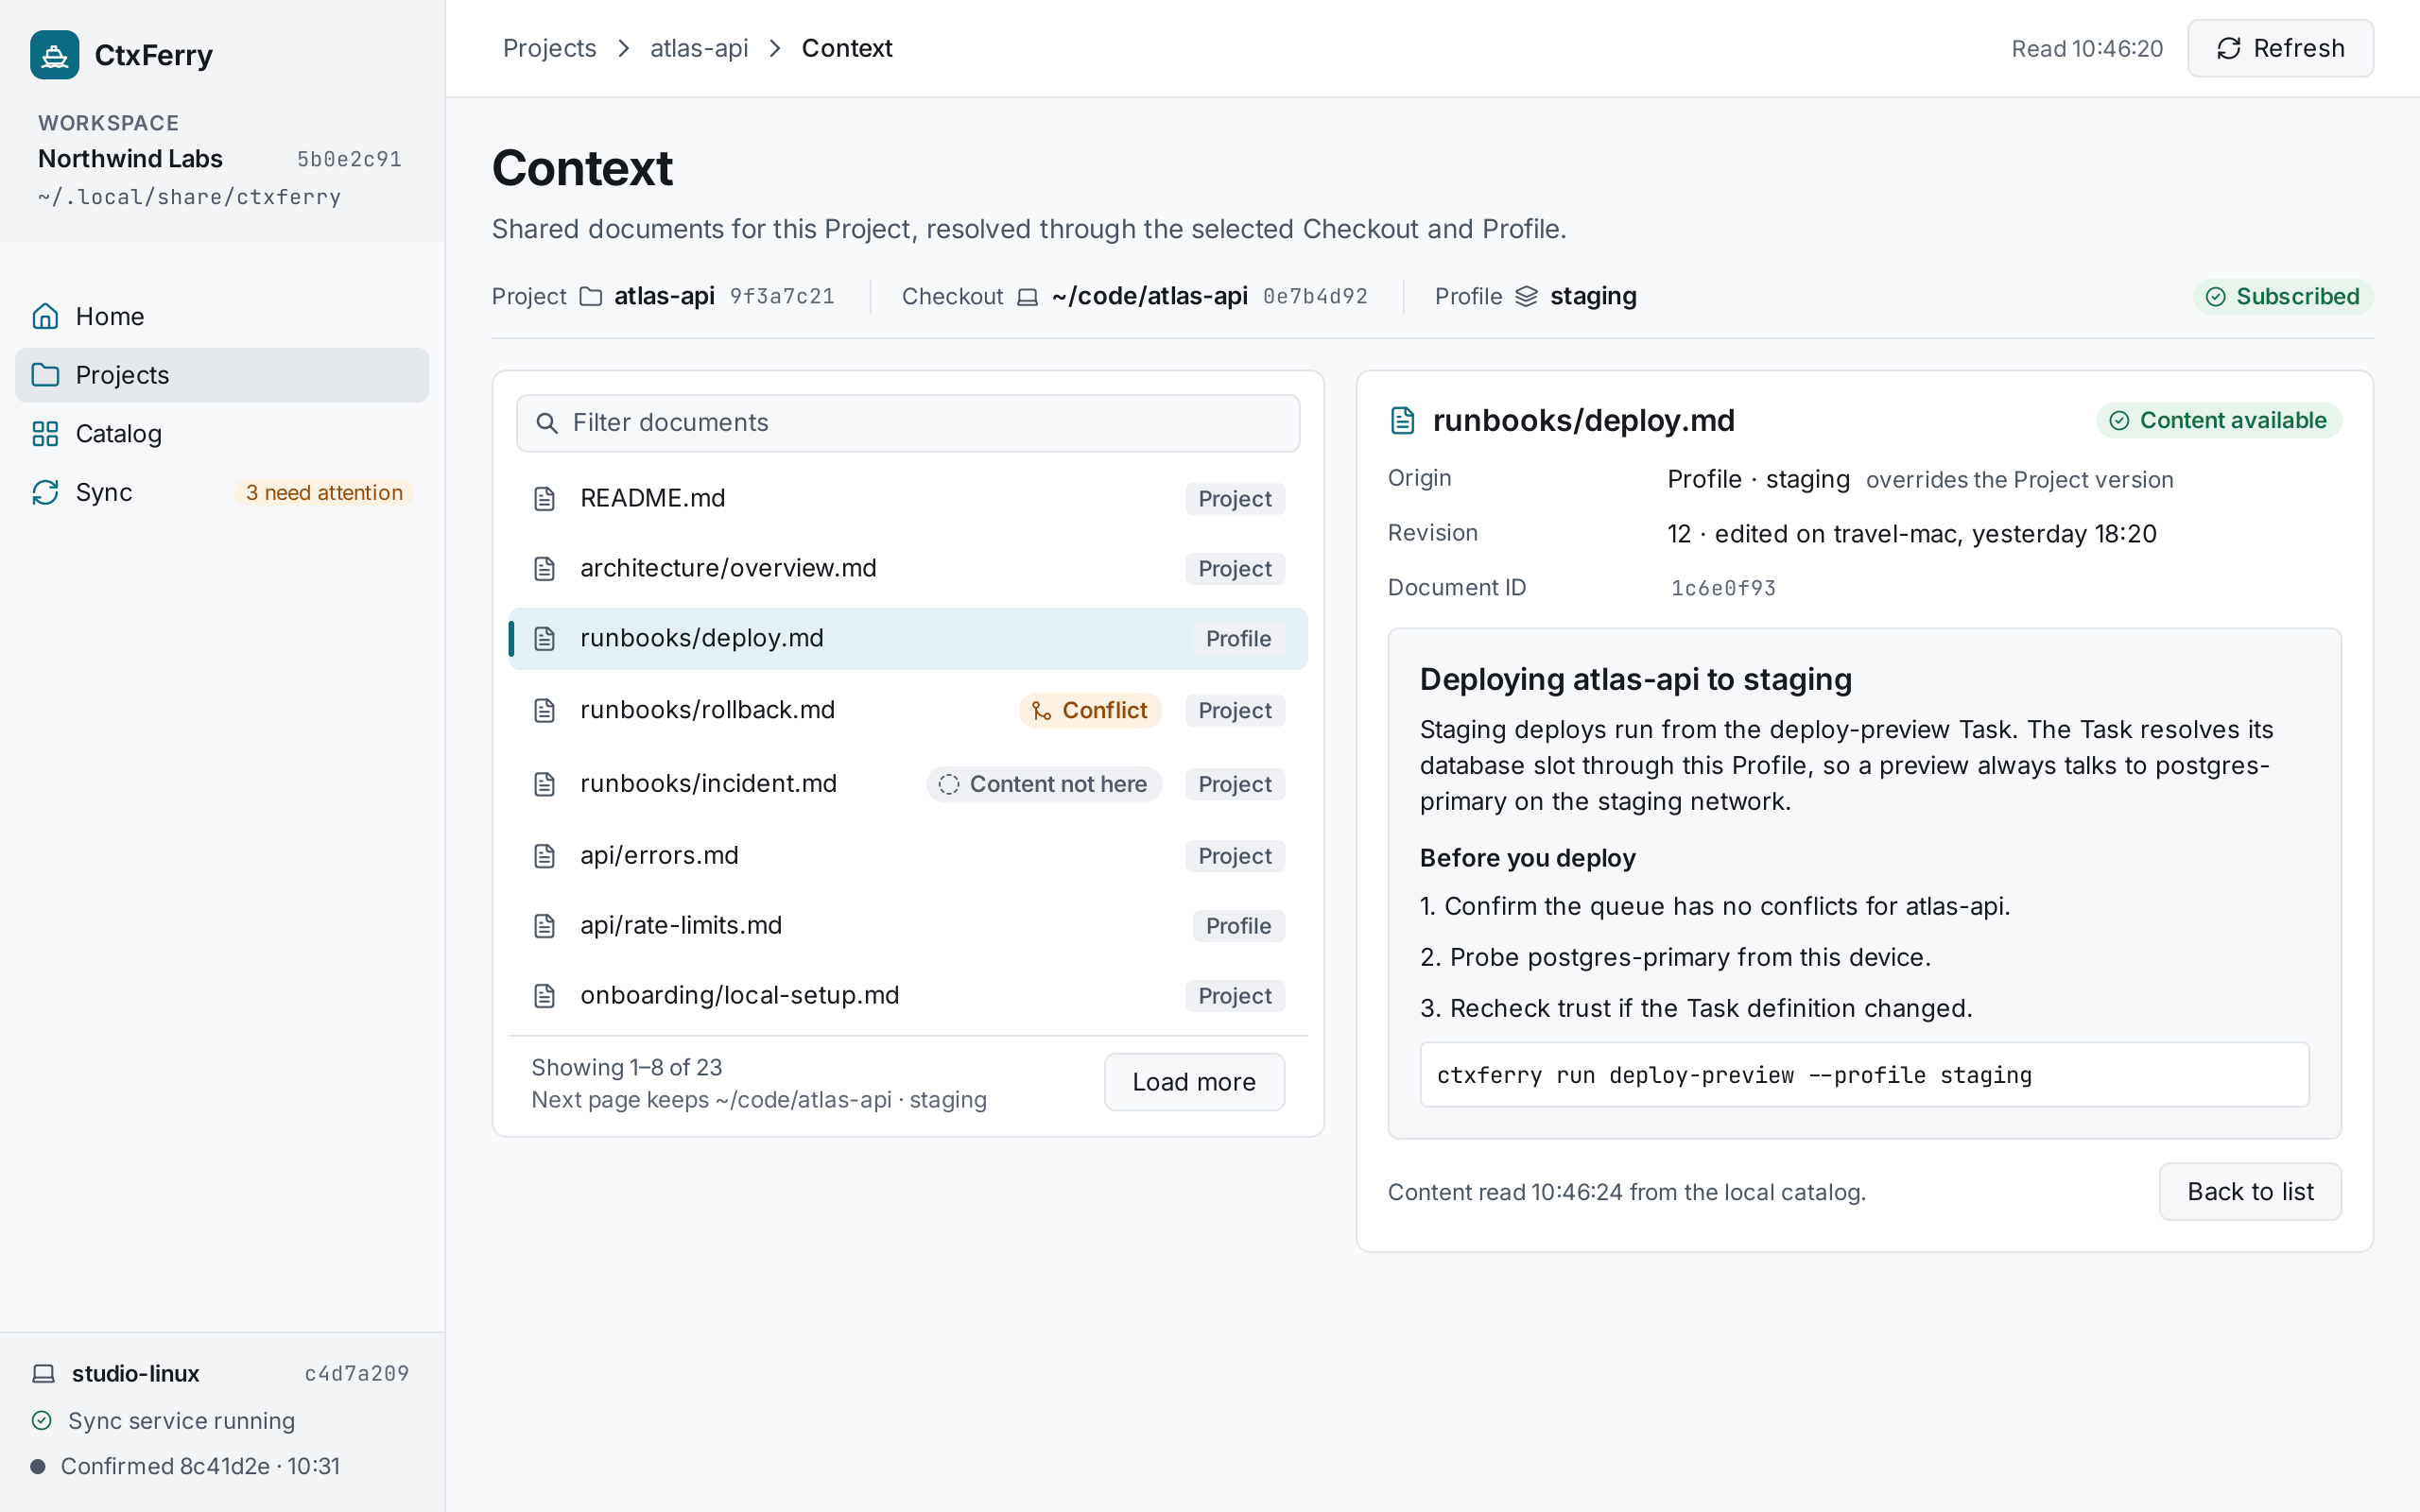 CtxFerry
WORKSPACE
Northwind Labs 5b0e2c91
~/.local/share/ctxferry
Home
Projects
Catalog
Sync 3 need attention
studio-linux c4d7a209
Sync service running
Confirmed 8c41d2e · 10:31
Projects > atlas-api > Context
Read 10:46:20 Refresh
Context
Shared documents for this Project, resolved through the selected Checkout and Profile.
Project atlas-api 9f3a7c21 Checkout ~/code/atlas-api 0e7b4d92 Profile staging Subscribed
Filter documents
README.md Project
architecture/overview.md Project
runbooks/deploy.md Profile
runbooks/rollback.md Conflict Project
runbooks/incident.md Content not here Project
api/errors.md Project
api/rate-limits.md Profile
onboarding/local-setup.md Project
Showing 1–8 of 23
Next page keeps ~/code/atlas-api · staging
Load more
runbooks/deploy.md Content available
Origin Profile · staging overrides the Project version
Revision 12 · edited on travel-mac, yesterday 18:20
Document ID 1c6e0f93
Deploying atlas-api to staging
Staging deploys run from the deploy-preview Task. The Task resolves its
database slot through this Profile, so a preview always talks to postgres-
primary on the staging network.
Before you deploy
1. Confirm the queue has no conflicts for atlas-api.
2. Probe postgres-primary from this device.
3. Recheck trust if the Task definition changed.
ctxferry run deploy-preview --profile staging
Content read 10:46:24 from the local catalog. Back to list